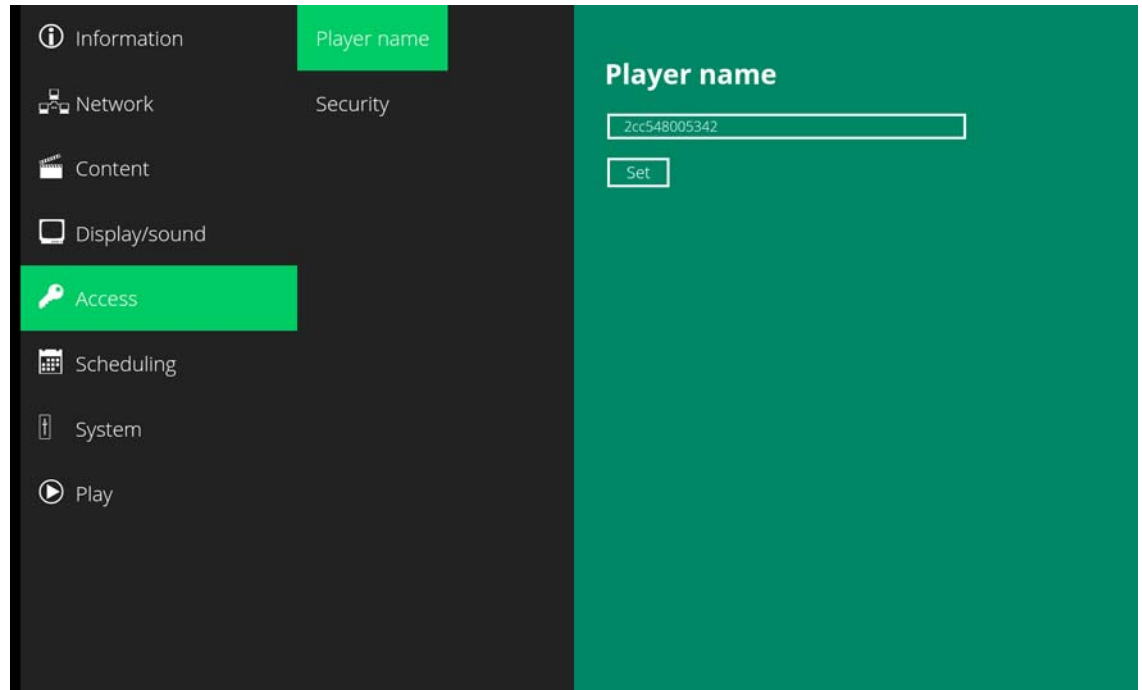 Information
Network
Content
Display/sound
Access
Scheduling
System
Play
Player name
Security
Player name
2cc548005342
Set